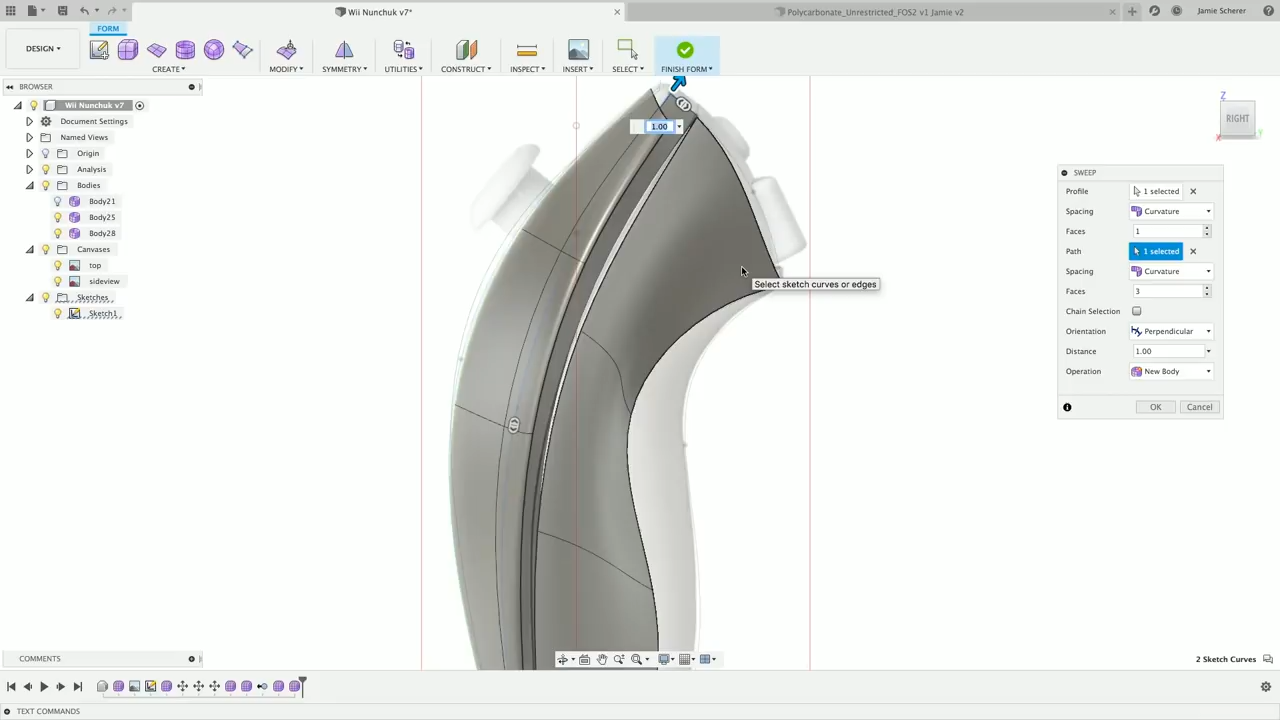 Wii Nunchuk v7*
Polycarbonate_Unrestricted_FOS2 v1 Jamie v2
Jamie Scherer
FORM
DESIGN
CREATE
MODIFY
SYMMETRY
UTILITIES
CONSTRUCT
INSPECT
INSERT
SELECT
FINISH FORM
BROWSER
Wii Nunchuk v7
Document Settings
Named Views
Origin
Analysis
Bodies
Body21
Body25
Body28
Canvases
top
sideview
Sketches
Sketch1
1.00
Select sketch curves or edges
Z
RIGHT
X
Y
SWEEP
Profile 1 selected
Spacing Curvature
Faces 1
Path 1 selected
Spacing Curvature
Faces 3
Chain Selection
Orientation Perpendicular
Distance 1.00
Operation New Body
OK Cancel
COMMENTS
2 Sketch Curves
TEXT COMMANDS